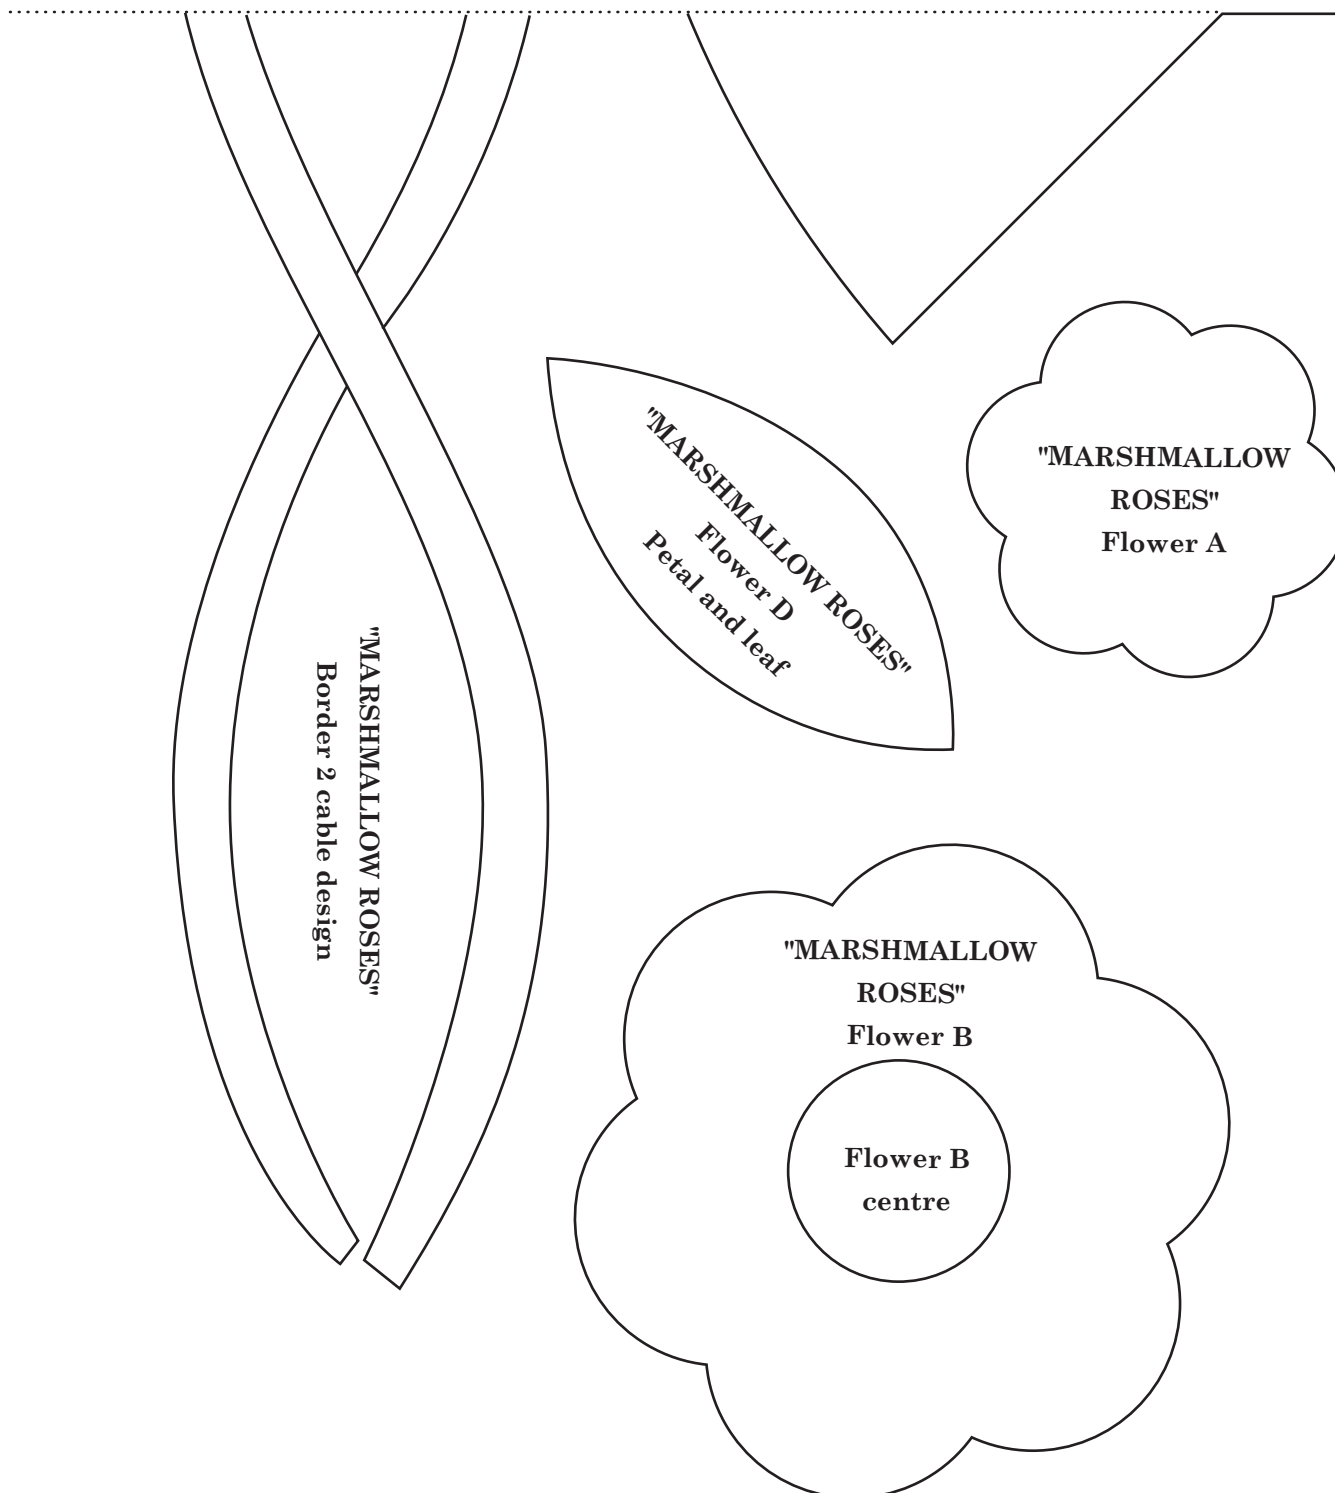 "MARSHMALLOW
ROSES"
Flower A
"MARSHMALLOW ROSES"
Flower D
Petal and leaf
"MARSHMALLOW ROSES"
Border 2 cable design
"MARSHMALLOW
ROSES"
Flower B
Flower B
centre